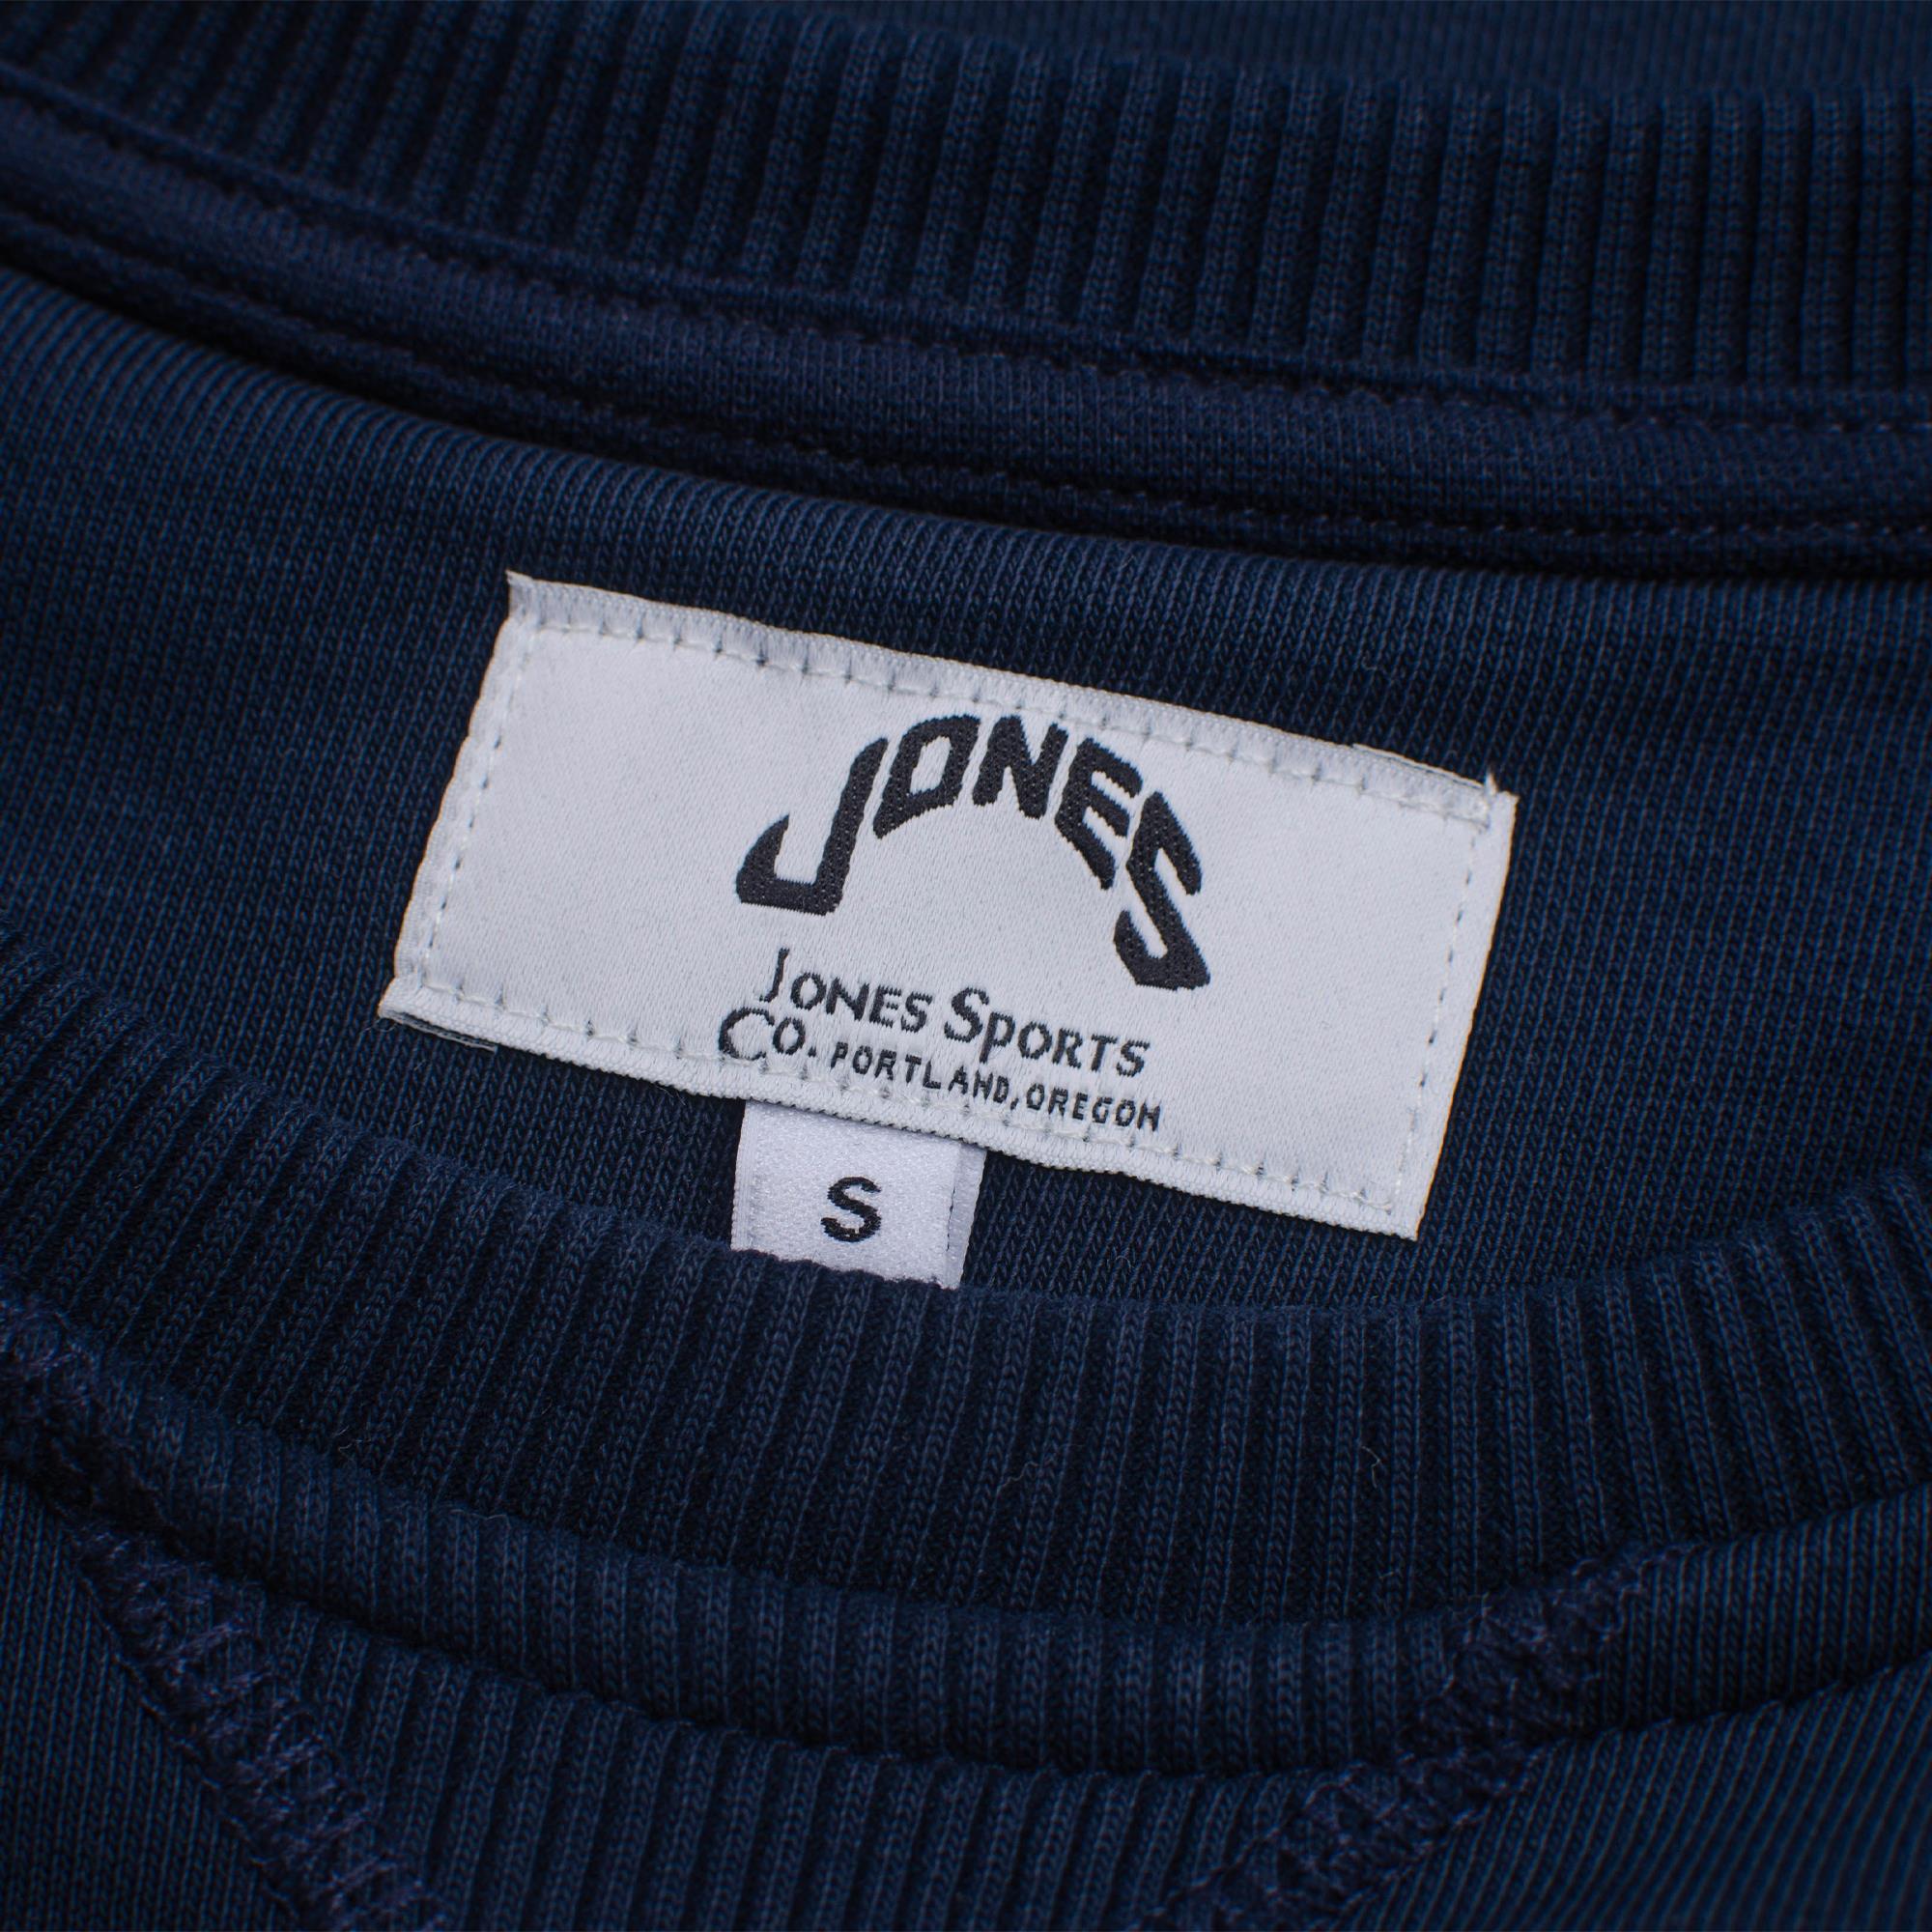 JONES
JONES SPORTS
CO. PORTLAND, OREGON
S